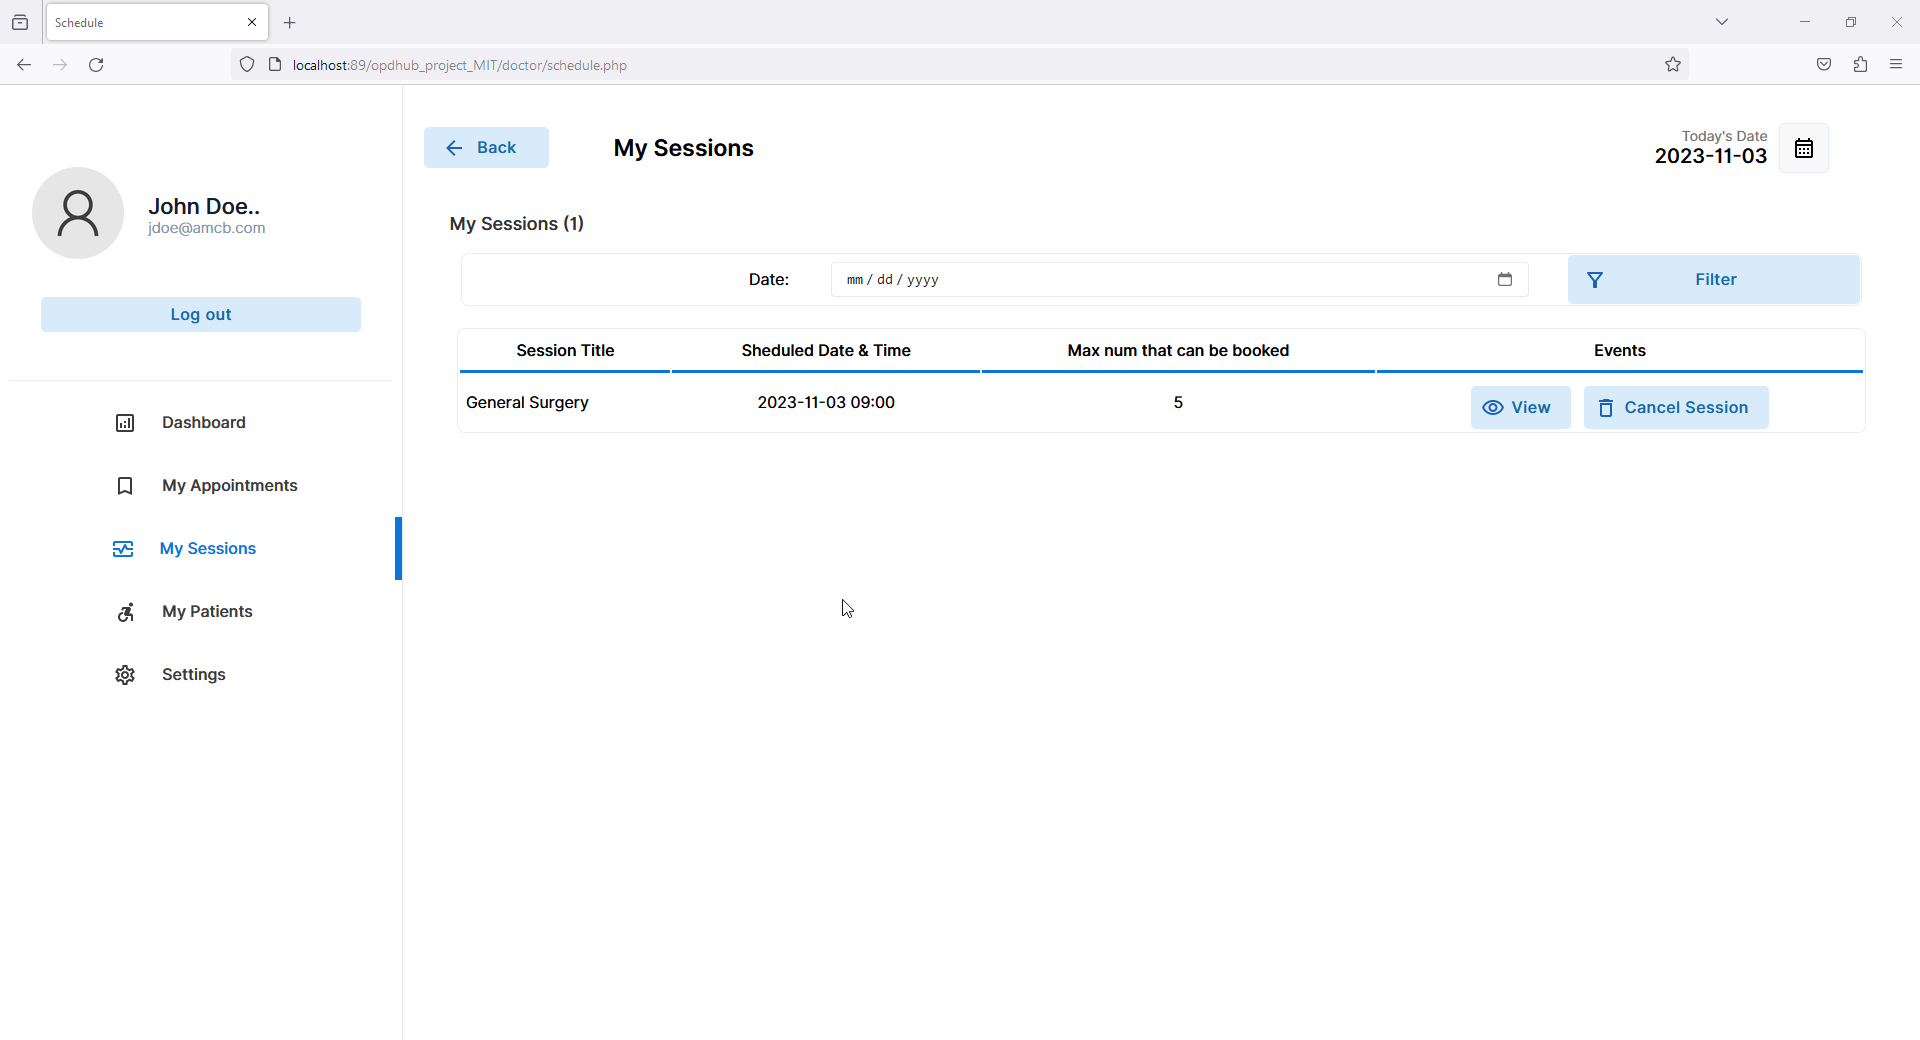 Schedule
localhost:89/opdhub_project_MIT/doctor/schedule.php
John Doe..
jdoe@amcb.com
Log out
Dashboard
My Appointments
My Sessions
My Patients
Settings
Back
My Sessions
Today's Date
2023-11-03
My Sessions (1)
Date:
mm / dd / yyyy
Filter
Session Title Sheduled Date & Time Max num that can be booked Events
General Surgery 2023-11-03 09:00 5 View Cancel Session